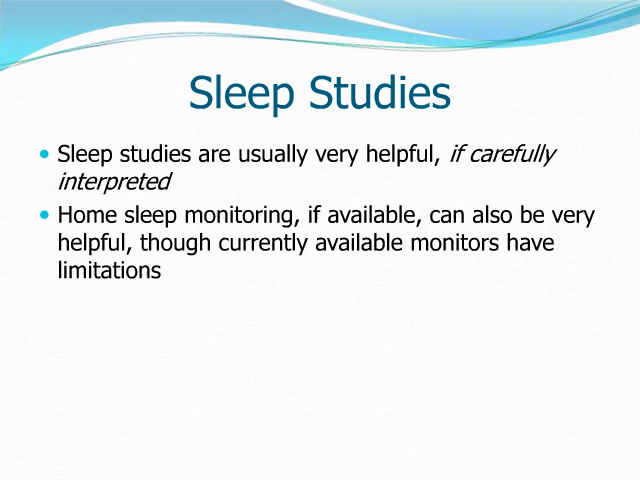 Sleep Studies
• Sleep studies are usually very helpful, if carefully
interpreted
• Home sleep monitoring, if available, can also be very
helpful, though currently available monitors have
limitations